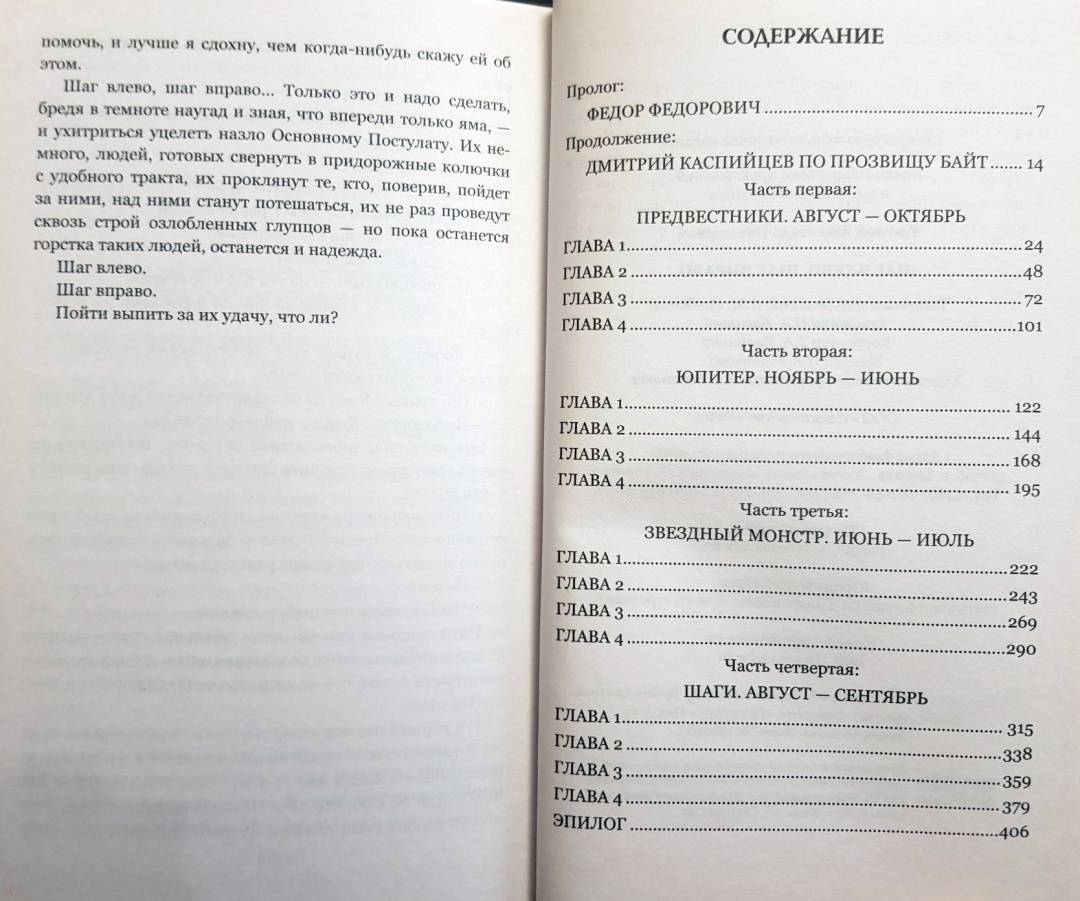 помочь, и лучше я сдохну, чем когда-нибудь скажу ей об
этом.
Шаг влево, шаг вправо... Только это и надо сделать,
бредя в темноте наугад и зная, что впереди только яма, —
и ухитриться уцелеть назло Основному Постулату. Их не-
много, людей, готовых свернуть в придорожные колючки
с удобного тракта, их проклянут те, кто, поверив, пойдет
за ними, над ними станут потешаться, их не раз проведут
сквозь строй озлобленных глупцов — но пока останется
горстка таких людей, останется и надежда.
Шаг влево.
Шаг вправо.
Пойти выпить за их удачу, что ли?
СОДЕРЖАНИЕ
Пролог:
ФЕДОР ФЕДОРОВИЧ 7
Продолжение:
ДМИТРИЙ КАСПИЙЦЕВ ПО ПРОЗВИЩУ БАЙТ 14
Часть первая:
ПРЕДВЕСТНИКИ. АВГУСТ — ОКТЯБРЬ
ГЛАВА 1 24
ГЛАВА 2 48
ГЛАВА 3 72
ГЛАВА 4 101
Часть вторая:
ЮПИТЕР. НОЯБРЬ — ИЮНЬ
ГЛАВА 1 122
ГЛАВА 2 144
ГЛАВА 3 168
ГЛАВА 4 195
Часть третья:
ЗВЕЗДНЫЙ МОНСТР. ИЮНЬ — ИЮЛЬ
ГЛАВА 1 222
ГЛАВА 2 243
ГЛАВА 3 269
ГЛАВА 4 290
Часть четвертая:
ШАГИ. АВГУСТ — СЕНТЯБРЬ
ГЛАВА 1 315
ГЛАВА 2 338
ГЛАВА 3 359
ГЛАВА 4 379
ЭПИЛОГ 406